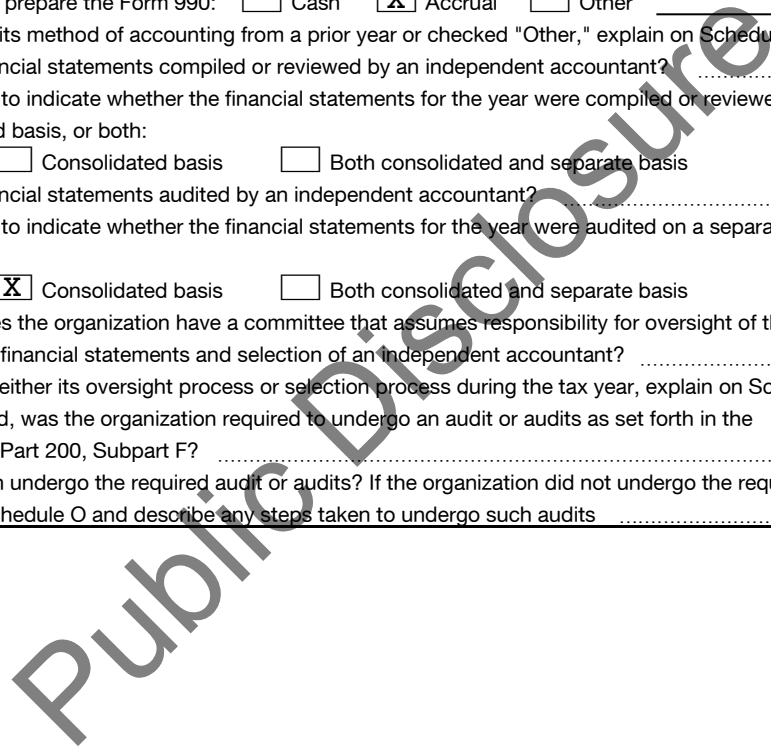 prepare the Form 990: Cash X Accrual Other
its method of accounting from a prior year or checked "Other," explain on Schedu
ncial statements compiled or reviewed by an independent accountant?
to indicate whether the financial statements for the year were compiled or reviewe
d basis, or both:
Consolidated basis Both consolidated and separate basis
ncial statements audited by an independent accountant?
to indicate whether the financial statements for the year were audited on a separa
X Consolidated basis Both consolidated and separate basis
es the organization have a committee that assumes responsibility for oversight of th
financial statements and selection of an independent accountant?
either its oversight process or selection process during the tax year, explain on Sc
d, was the organization required to undergo an audit or audits as set forth in the
Part 200, Subpart F?
n undergo the required audit or audits? If the organization did not undergo the requ
hedule O and describe any steps taken to undergo such audits
Public Disclosure